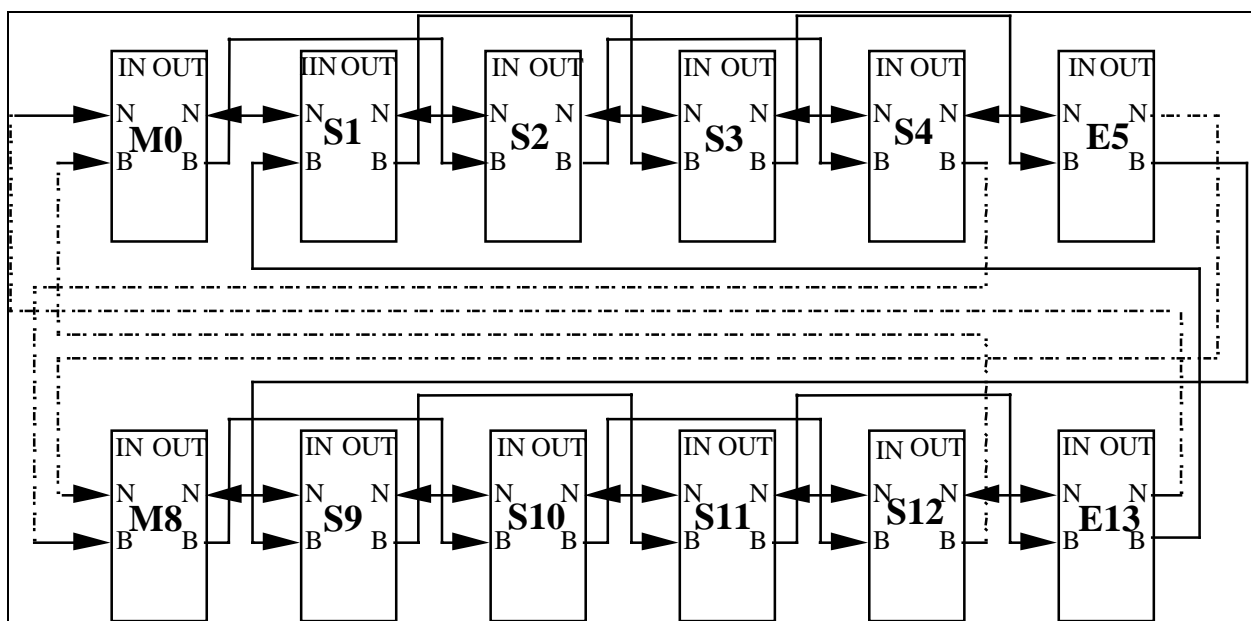 IN OUT IIN OUT IN OUT IN OUT IN OUT IN OUT
N N N N N N N N N N N N
M0 S1 S2 S3 S4 E5
B B B B B B B B B B B B
IN OUT IN OUT IN OUT IN OUT IN OUT IN OUT
N N N N N N N N N N N N
M8 S9 S10 S11 S12 E13
B B B B B B B B B B B B